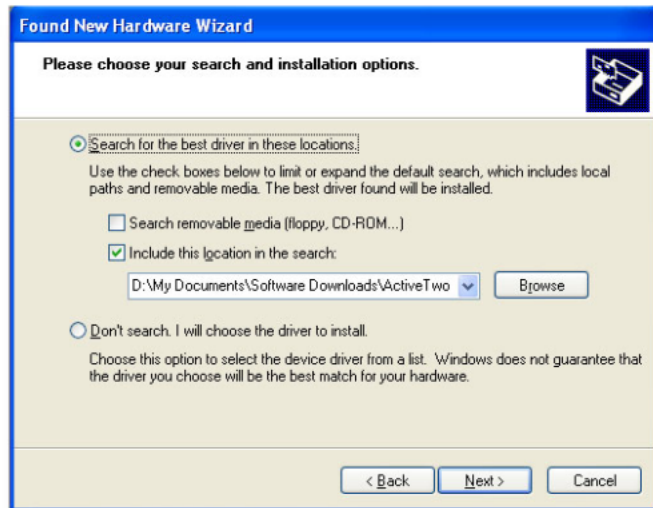 Found New Hardware Wizard
Please choose your search and installation options.
Search for the best driver in these locations.
Use the check boxes below to limit or expand the default search, which includes local
paths and removable media. The best driver found will be installed.
Search removable media (floppy, CD-ROM...)
Include this location in the search:
D:\My Documents\Software Downloads\ActiveTwo
Browse
Don't search. I will choose the driver to install.
Choose this option to select the device driver from a list. Windows does not guarantee that
the driver you choose will be the best match for your hardware.
< Back Next > Cancel